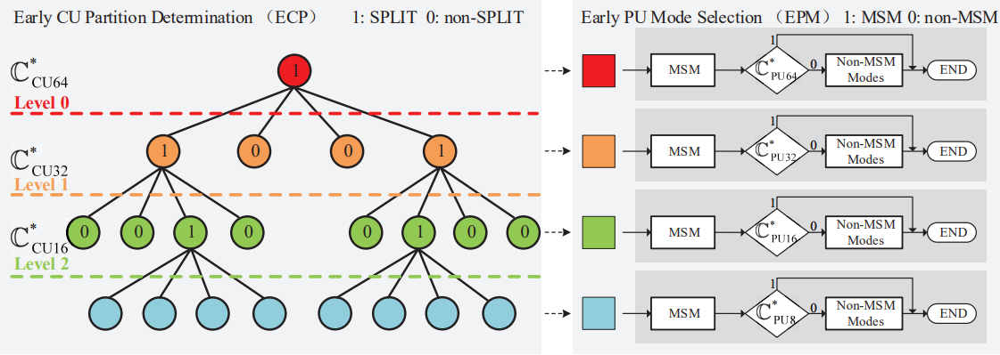 Early CU Partition Determination （ECP） 1: SPLIT 0: non-SPLIT
ℂ*CU64
1
Level 0
ℂ*CU32
1 0 0 1
Level 1
ℂ*CU16
0 0 1 0 0 1 0 0
Level 2
Early PU Mode Selection （EPM） 1: MSM 0: non-MSM
MSM
ℂ*PU64
1
0
Non-MSM
Modes
END
MSM
ℂ*PU32
1
0
Non-MSM
Modes
END
MSM
ℂ*PU16
1
0
Non-MSM
Modes
END
MSM
ℂ*PU8
1
0
Non-MSM
Modes
END